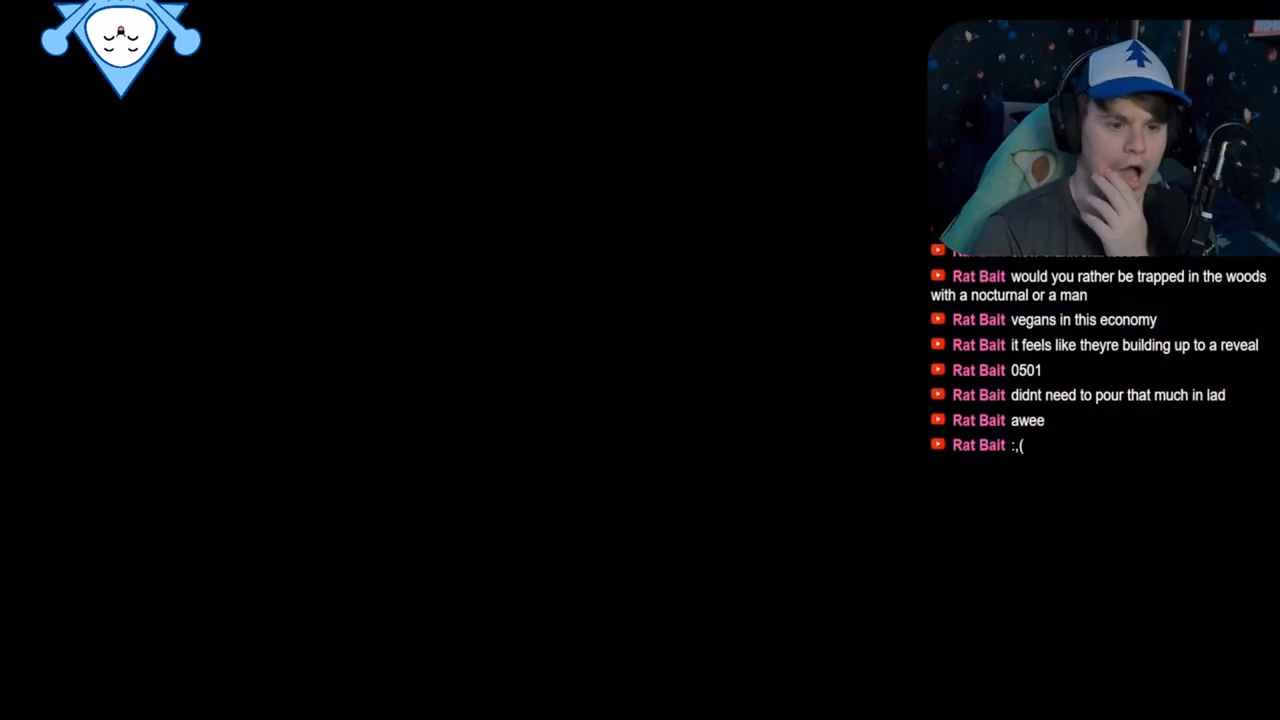 Rat Bait would you rather be trapped in the woods
with a nocturnal or a man
Rat Bait vegans in this economy
Rat Bait it feels like theyre building up to a reveal
Rat Bait 0501
Rat Bait didnt need to pour that much in lad
Rat Bait awee
Rat Bait :,(